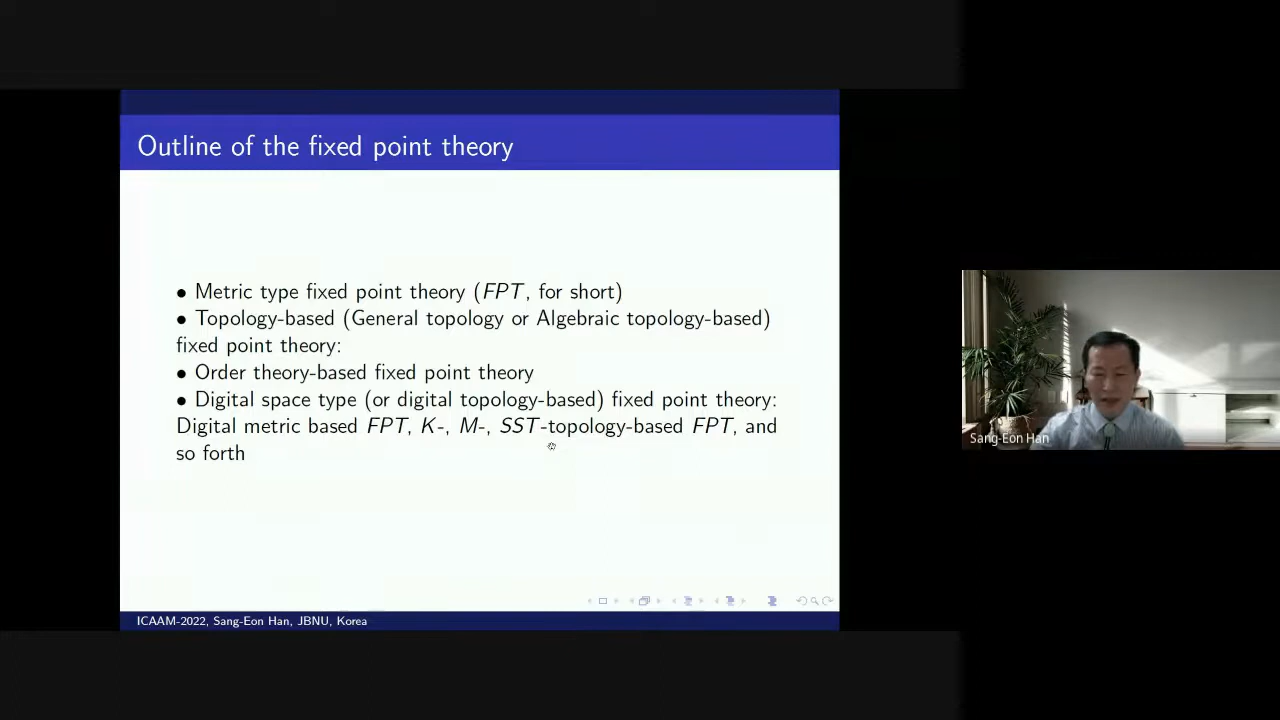 Outline of the fixed point theory
• Metric type fixed point theory (FPT, for short)
• Topology-based (General topology or Algebraic topology-based)
fixed point theory:
• Order theory-based fixed point theory
• Digital space type (or digital topology-based) fixed point theory:
Digital metric based FPT, K-, M-, SST-topology-based FPT, and
so forth
ICAAM-2022, Sang-Eon Han, JBNU, Korea
Sang-Eon Han